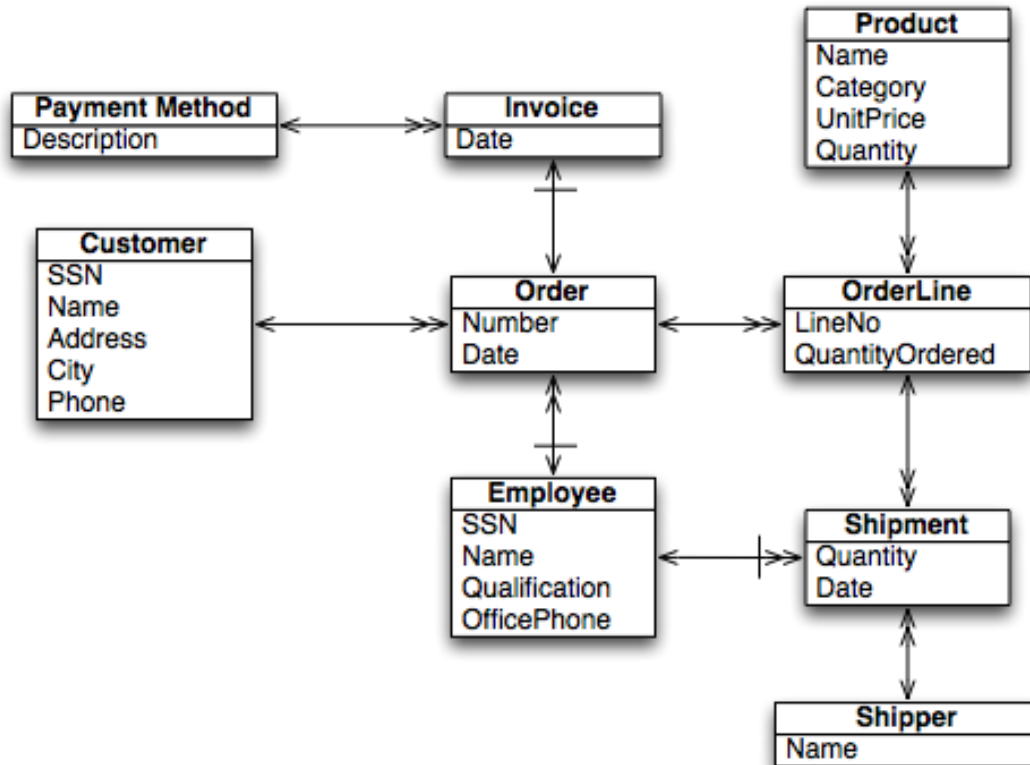 Product
Name
Category
UnitPrice
Quantity
Payment Method
Description
Invoice
Date
Customer
SSN
Name
Address
City
Phone
Order
Number
Date
OrderLine
LineNo
QuantityOrdered
Employee
SSN
Name
Qualification
OfficePhone
Shipment
Quantity
Date
Shipper
Name